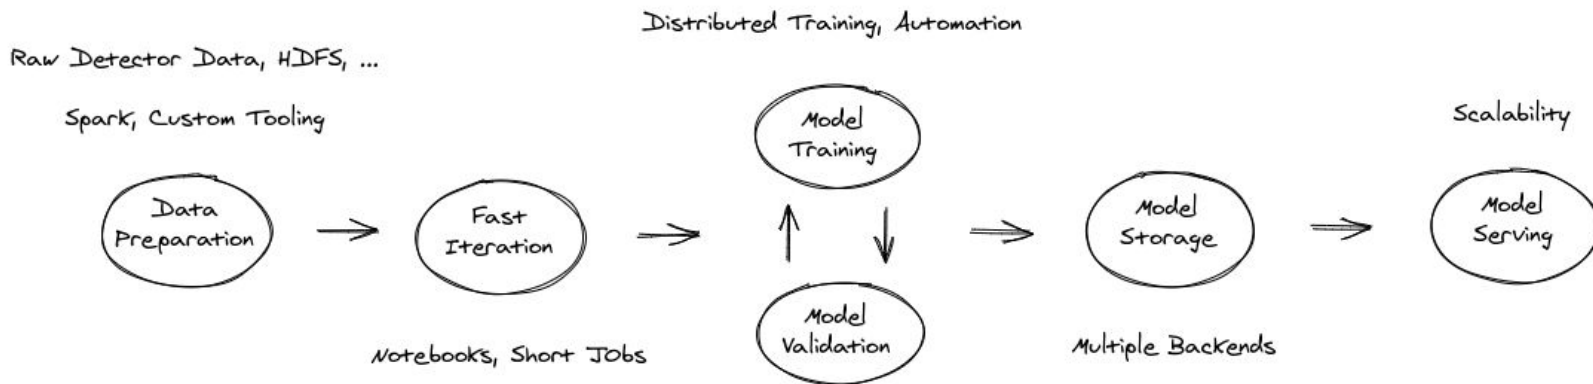 Distributed Training, Automation
Raw Detector Data, HDFS, ...
Spark, Custom Tooling
Scalability
Data
Preparation
Fast
Iteration
Model
Training
Model
Validation
Model
Storage
Model
Serving
Notebooks, Short Jobs
Multiple Backends